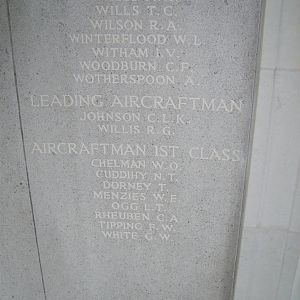 WILLS T. C.
WILSON R. A.
WINTERFLOOD W. L.
WITHAM I. V.
WOODBURN C. P.
WOTHERSPOON A.
LEADING AIRCRAFTMAN
JOHNSON C. L. K.
WILLIS R. G.
AIRCRAFTMAN 1ST CLASS
CHELMAN W. O.
CUDDIHY N. T.
DORNEY T.
MENZIES W. E.
OGG L. T.
RHEUBEN C. A.
TIPPING F. W.
WHITE G. W.